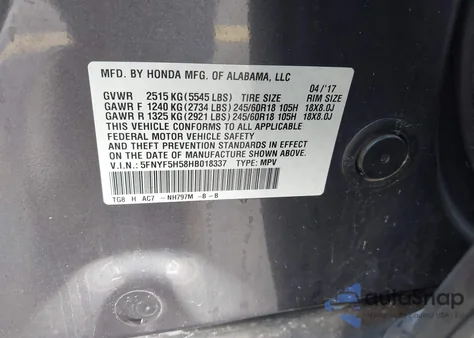 MFD. BY HONDA MFG. OF ALABAMA, LLC
04/'17
GVWR 2515 KG (5545 LBS) TIRE SIZE RIM SIZE
GAWR F 1240 KG (2734 LBS) 245/60R18 105H 18X8.0J
GAWR R 1325 KG (2921 LBS) 245/60R18 105H 18X8.0J
THIS VEHICLE CONFORMS TO ALL APPLICABLE
FEDERAL MOTOR VEHICLE SAFETY
AND THEFT PREVENTION STANDARDS IN EFFECT
ON THE DATE OF MANUFACTURE SHOWN ABOVE.
V.I.N.: 5FNYF5H58HB018337 TYPE: MPV
TG8 H AC7 -NH797M -B -B
autosnap